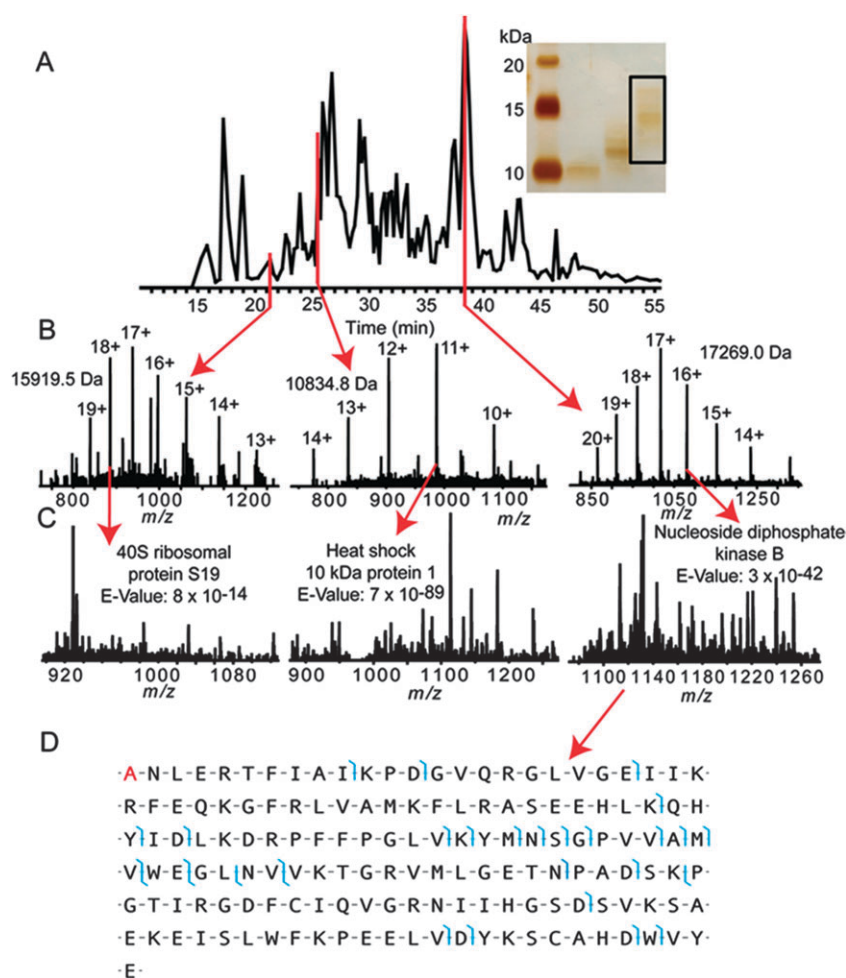 A
kDa
20
15
10
15 20 25 30 35 40 45 50 55
Time (min)
B
15919.5 Da
19+ 18+ 17+ 16+ 15+ 14+ 13+
800 1000 1200
m/z
10834.8 Da
14+ 13+ 12+ 11+ 10+
800 900 1000 1100
m/z
17269.0 Da
20+ 19+ 18+ 17+ 16+ 15+ 14+
850 1050 1250
m/z
C
40S ribosomal
protein S19
E-Value: 8 x 10-14
920 1000 1080
m/z
Heat shock
10 kDa protein 1
E-Value: 7 x 10-89
900 1000 1100 1200
m/z
Nucleoside diphosphate
kinase B
E-Value: 3 x 10-42
1100 1140 1180 1220 1260
m/z
D
-A-N-L-E-R-T-F-I-A-I-K-P-D-G-V-Q-R-G-L-V-G-E-I-I-K-
-R-F-E-Q-K-G-F-R-L-V-A-M-K-F-L-R-A-S-E-E-H-L-K-Q-H-
-Y-I-D-L-K-D-R-P-F-F-P-G-L-V-K-Y-M-N-S-G-P-V-V-A-M-
-V-W-E-G-L-N-V-V-K-T-G-R-V-M-L-G-E-T-N-P-A-D-S-K-P-
-G-T-I-R-G-D-F-C-I-Q-V-G-R-N-I-I-H-G-S-D-S-V-K-S-A-
-E-K-E-I-S-L-W-F-K-P-E-E-L-V-D-Y-K-S-C-A-H-D-W-V-Y-
-E-